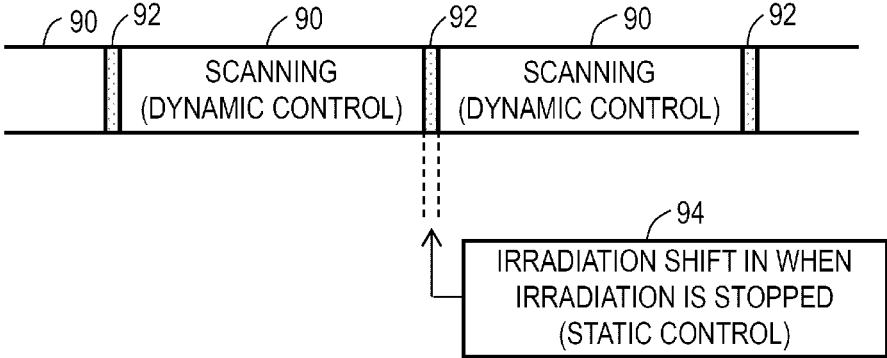 90 92 90 92 90 92
SCANNING SCANNING
(DYNAMIC CONTROL) (DYNAMIC CONTROL)
94
IRRADIATION SHIFT IN WHEN
IRRADIATION IS STOPPED
(STATIC CONTROL)